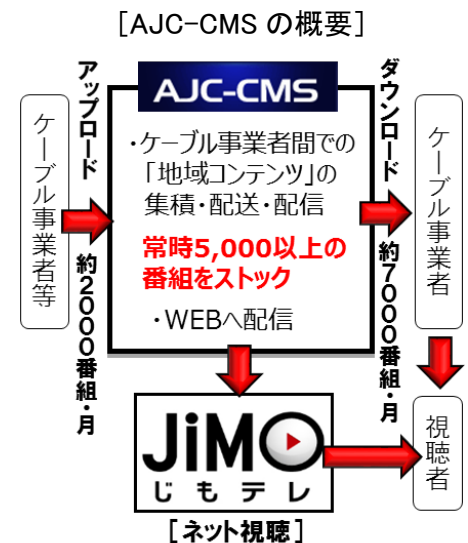 [AJC-CMS の概要]
アップロード 約2000番組・月
ケーブル事業者等
AJC-CMS
・ケーブル事業者間での
「地域コンテンツ」の
集積・配送・配信
常時5,000以上の
番組をストック
・WEBへ配信
ダウンロード 約7000番組・月
ケーブル事業者
視聴者
JiMO
じもテレ
[ネット視聴]